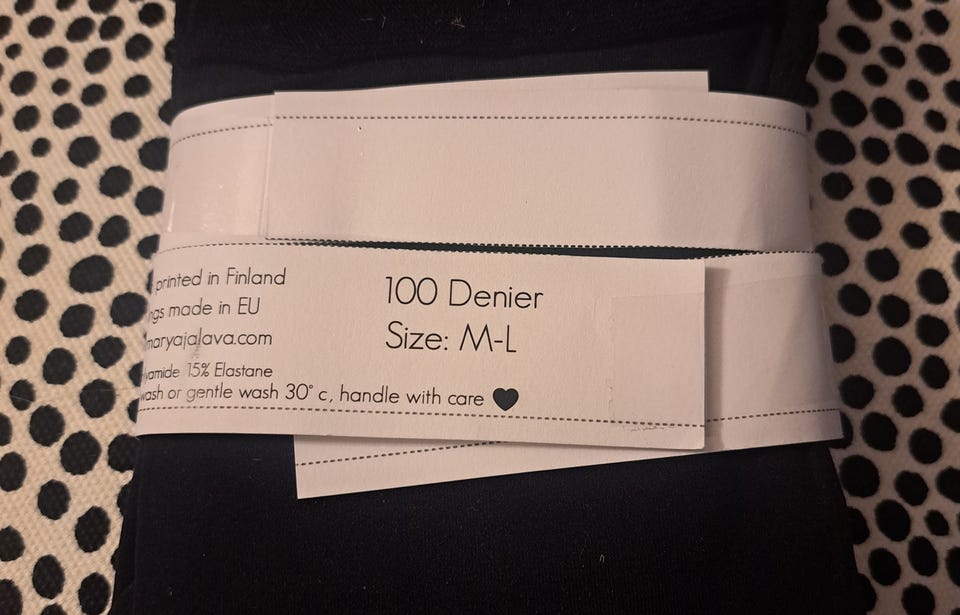 printed in Finland
ngs made in EU
maryajalava.com
yamide 15% Elastane
wash or gentle wash 30° c, handle with care ♥
100 Denier
Size: M-L